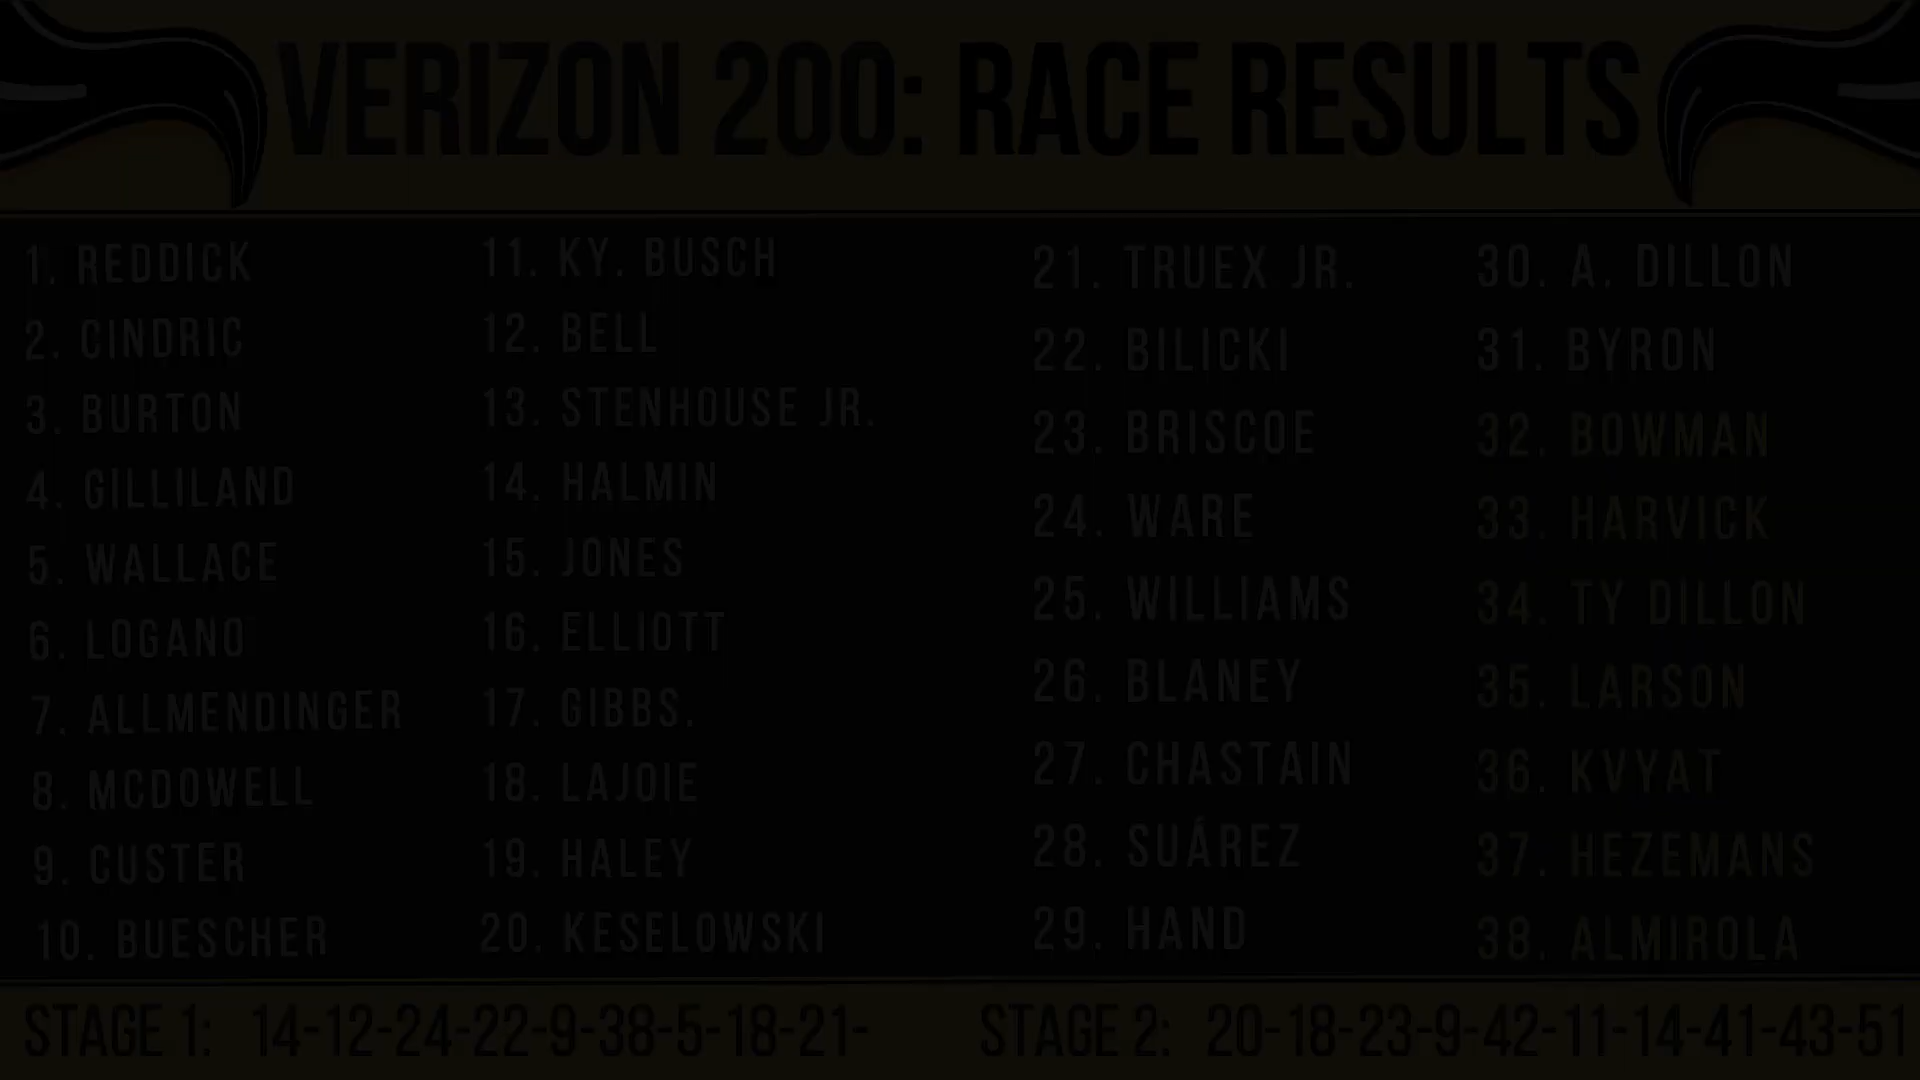 VERIZON 200: RACE RESULTS
1. REDDICK
2. CINDRIC
3. BURTON
4. GILLILAND
5. WALLACE
6. LOGANO
7. ALLMENDINGER
8. MCDOWELL
9. CUSTER
10. BUESCHER
11. KY. BUSCH
12. BELL
13. STENHOUSE JR.
14. HALMIN
15. JONES
16. ELLIOTT
17. GIBBS.
18. LAJOIE
19. HALEY
20. KESELOWSKI
21. TRUEX JR.
22. BILICKI
23. BRISCOE
24. WARE
25. WILLIAMS
26. BLANEY
27. CHASTAIN
28. SUÁREZ
29. HAND
30. A. DILLON
31. BYRON
32. BOWMAN
33. HARVICK
34. TY DILLON
35. LARSON
36. KVYAT
37. HEZEMANS
38. ALMIROLA
STAGE 1: 14-12-24-22-9-38-5-18-21-
STAGE 2: 20-18-23-9-42-11-14-41-43-51